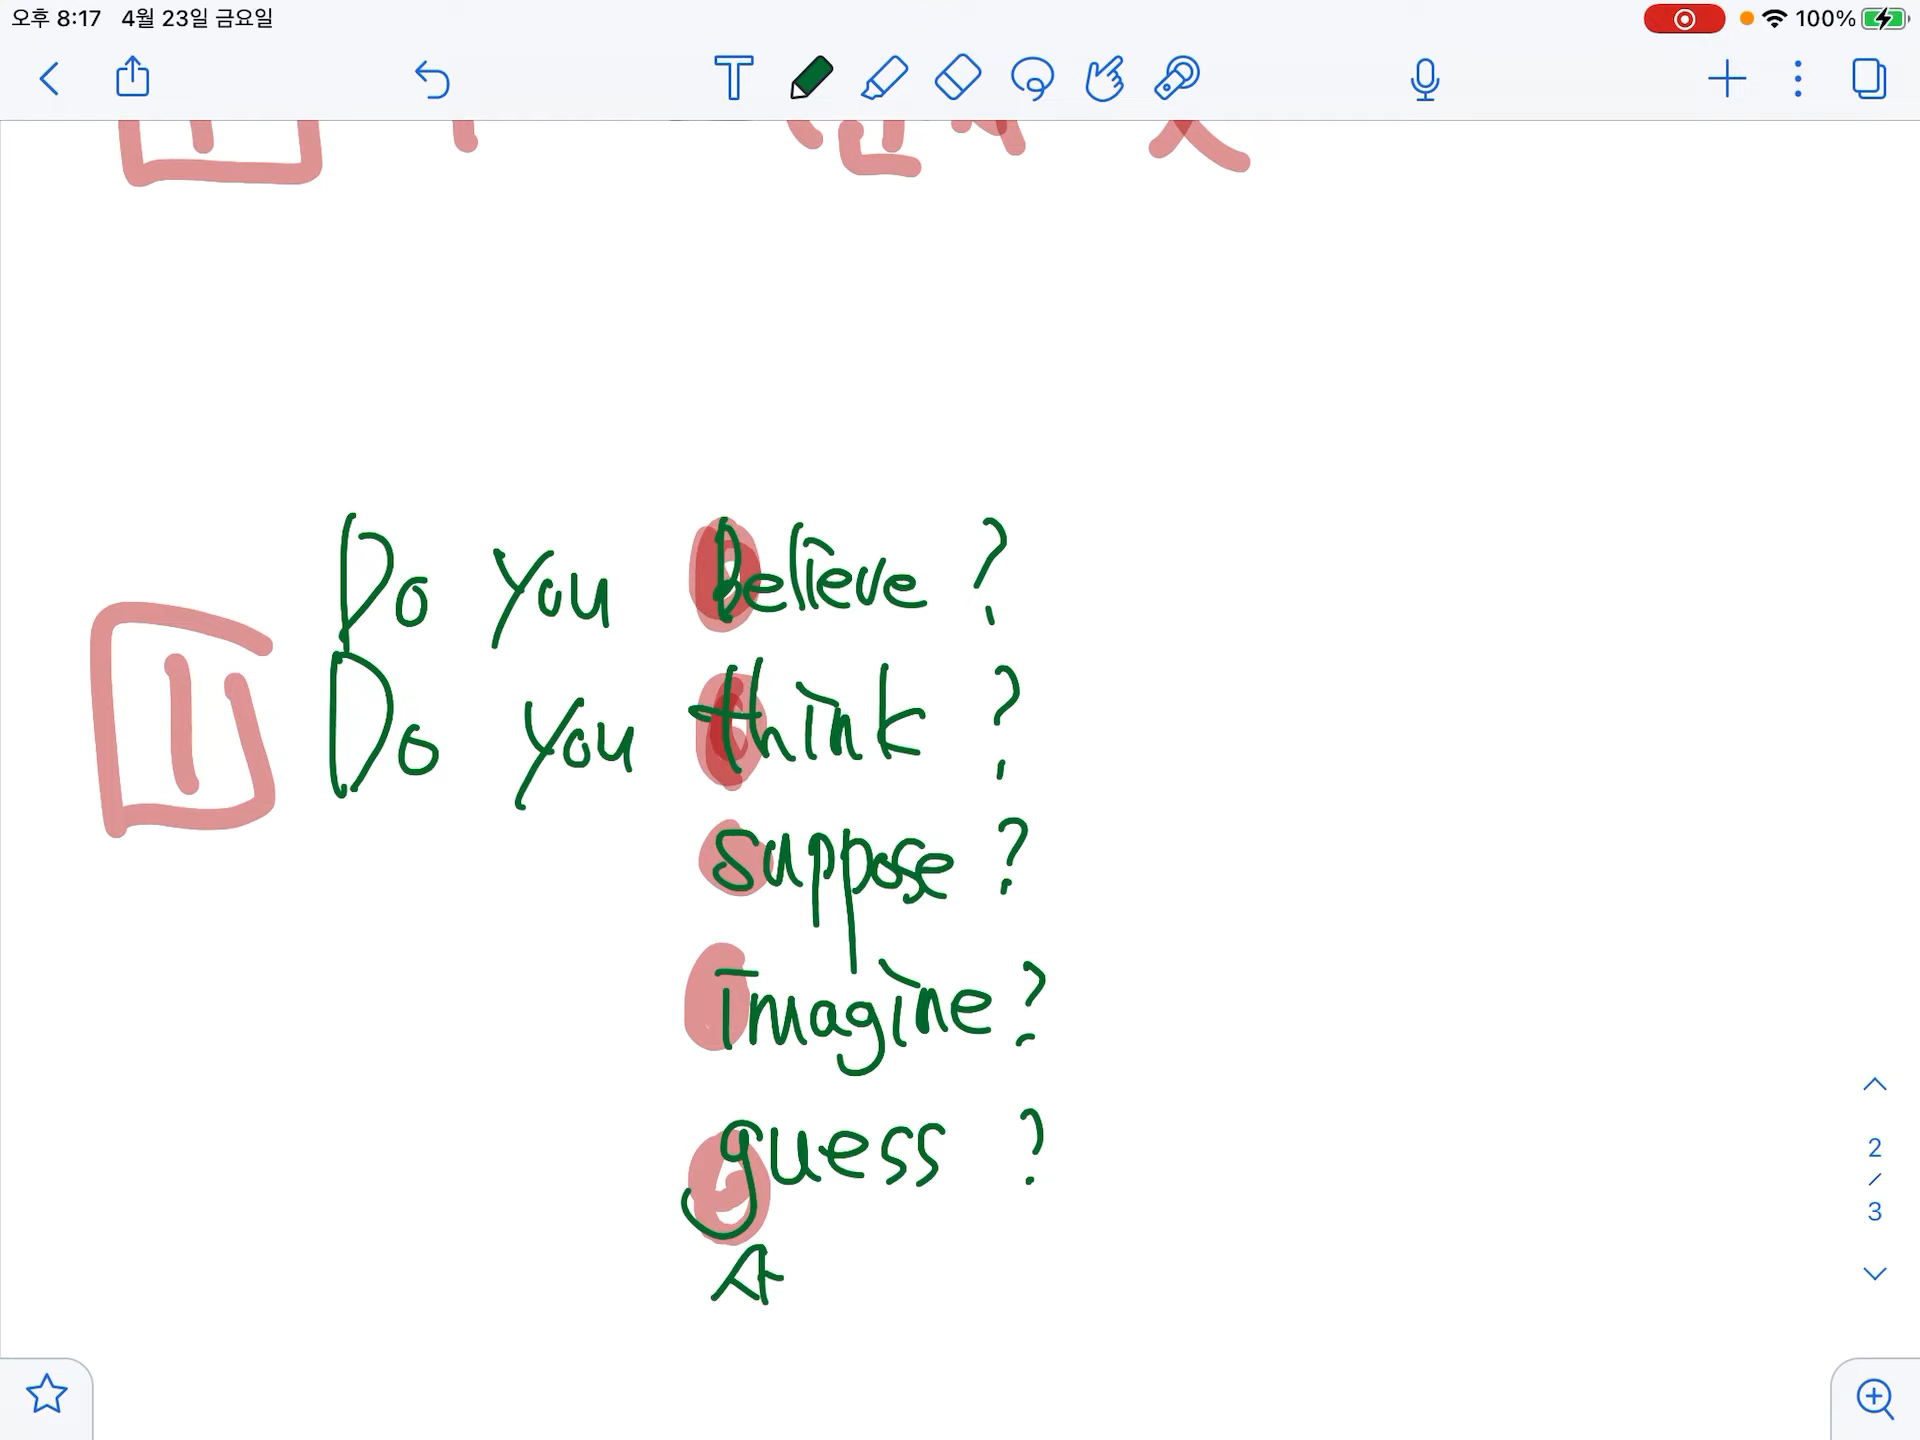 오후 8:17 4월 23일 금요일
100%
T
Do you believe ?
1 Do you think ?
suppose ?
imagine ?
guess ?
2
/
3